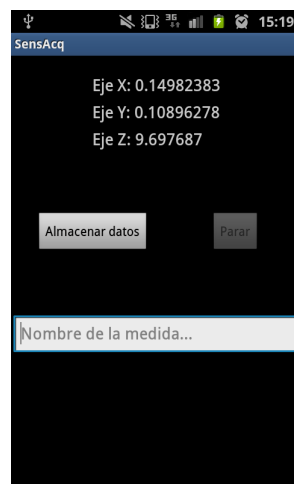 3G 15:19
SensAcq
Eje X: 0.14982383
Eje Y: 0.10896278
Eje Z: 9.697687
Almacenar datos Parar
Nombre de la medida...